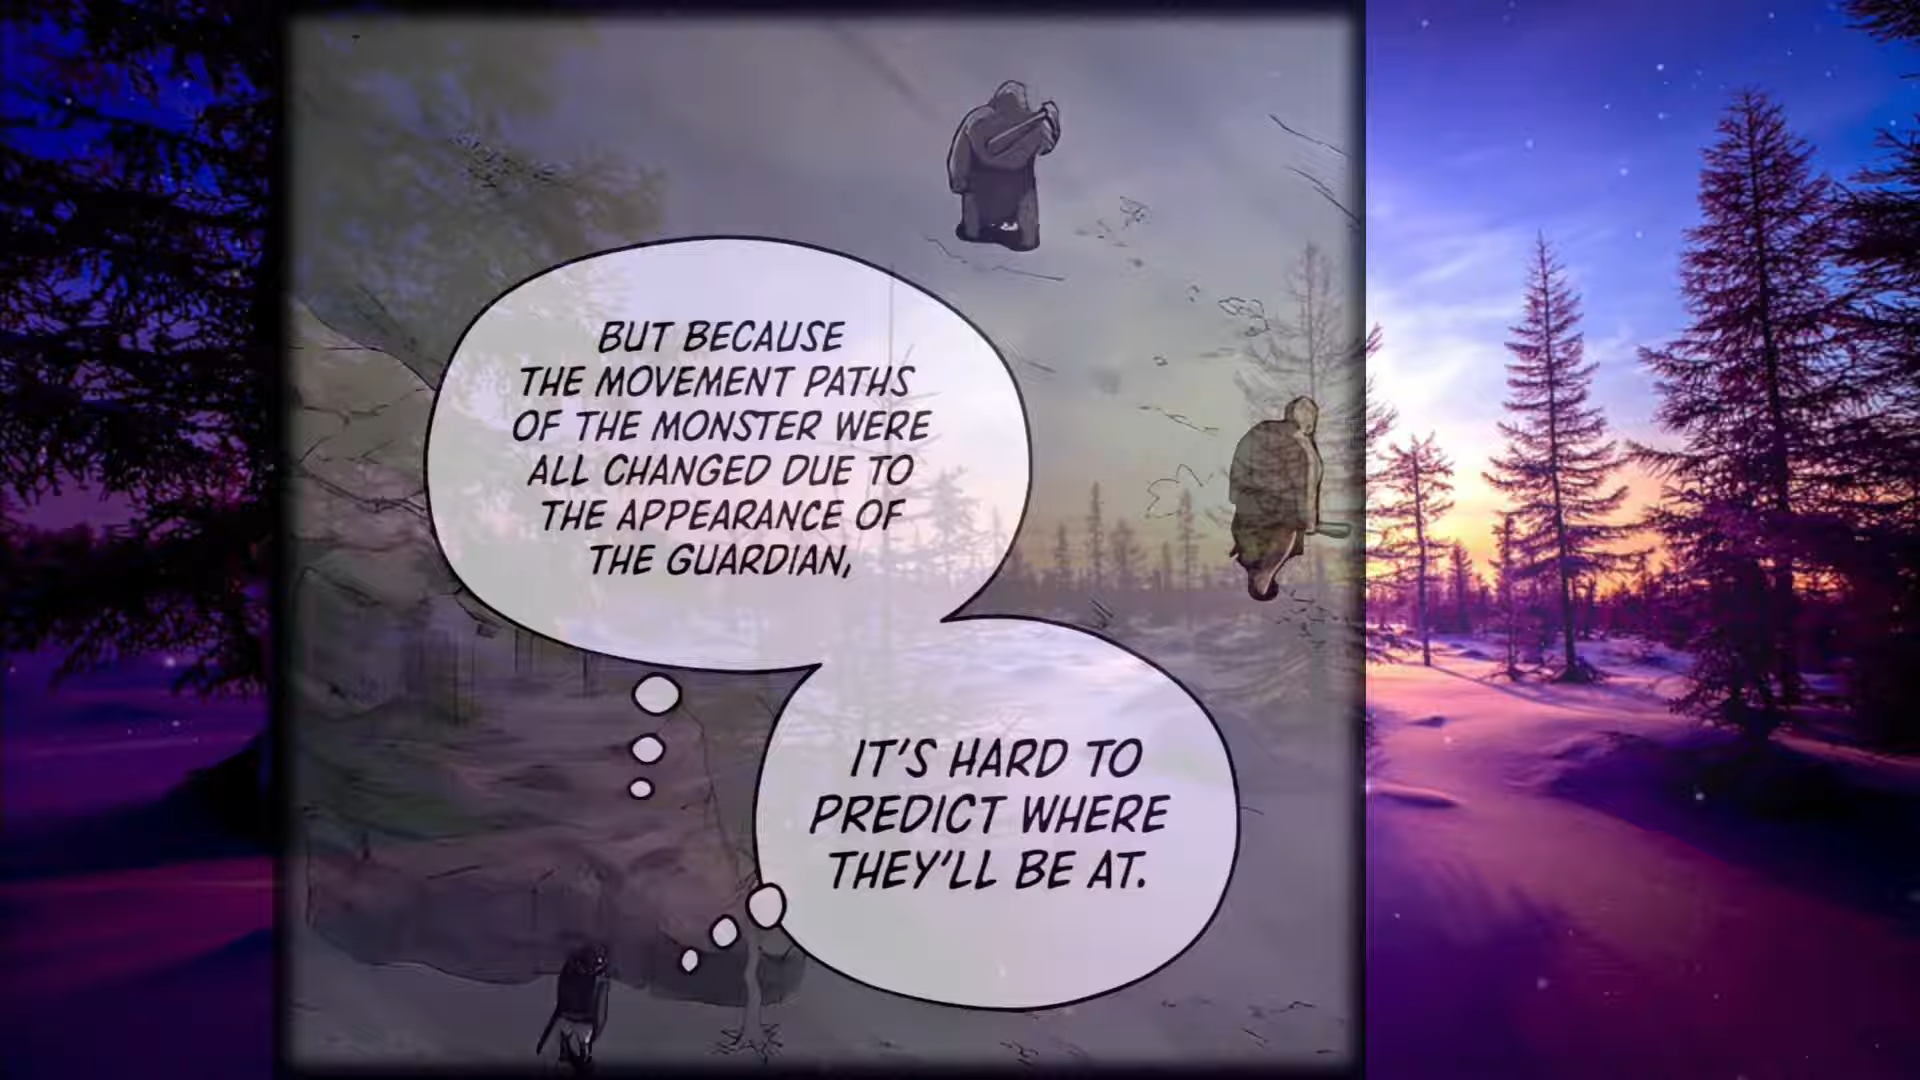 BUT BECAUSE
THE MOVEMENT PATHS
OF THE MONSTER WERE
ALL CHANGED DUE TO
THE APPEARANCE OF
THE GUARDIAN,
IT'S HARD TO
PREDICT WHERE
THEY'LL BE AT.